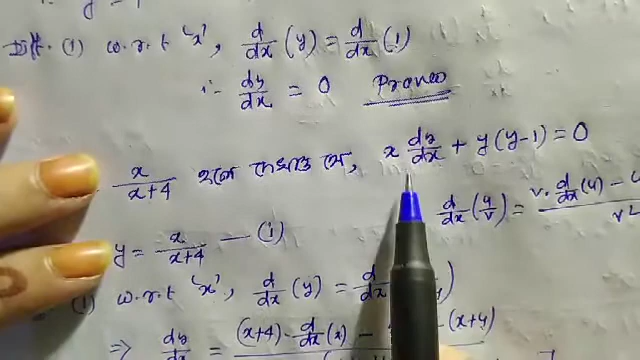 Diff. (1) w.r.t 'x', d/dx (y) = d/dx (1)
∴ dy/dx = 0 Proved
x/x+4 হলে দেখাও যে, x dy/dx + y(y-1) = 0
d/dx (u/v) = v. d/dx (u) - u / v²
y = x/x+4 — (1)
(1) w.r.t 'x', d/dx (y) = d
⇒ dy/dx = (x+4) - d/dx (x) - (x+4)